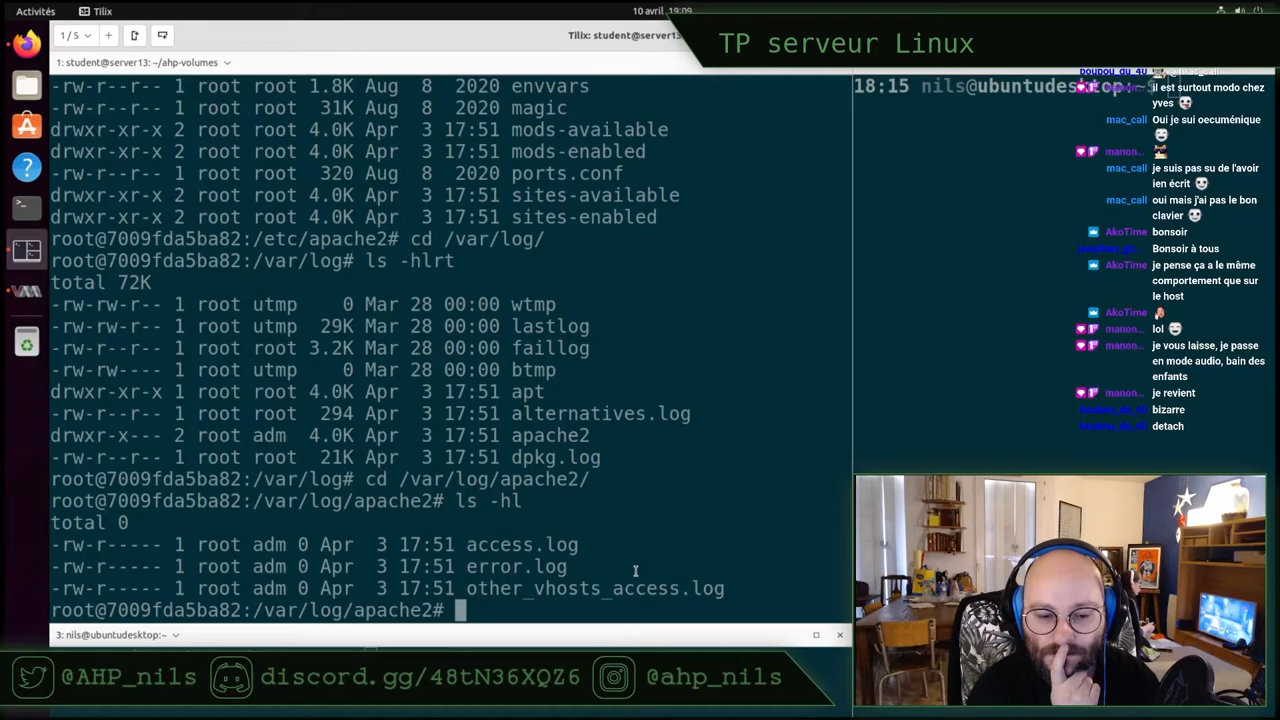 Activités
Tilix
10 avril 19:09
1 / 5
Tilix: student@server13:
TP serveur Linux
1: student@server13: ~/ahp-volumes
-rw-r--r-- 1 root root 1.8K Aug  8  2020 envvars
-rw-r--r-- 1 root root  31K Aug  8  2020 magic
drwxr-xr-x 2 root root 4.0K Apr  3 17:51 mods-available
drwxr-xr-x 2 root root 4.0K Apr  3 17:51 mods-enabled
-rw-r--r-- 1 root root  320 Aug  8  2020 ports.conf
drwxr-xr-x 2 root root 4.0K Apr  3 17:51 sites-available
drwxr-xr-x 2 root root 4.0K Apr  3 17:51 sites-enabled
root@7009fda5ba82:/etc/apache2# cd /var/log/
root@7009fda5ba82:/var/log# ls -hlrt
total 72K
-rw-rw-r-- 1 root utmp    0 Mar 28 00:00 wtmp
-rw-rw-r-- 1 root utmp  29K Mar 28 00:00 lastlog
-rw-r--r-- 1 root root 3.2K Mar 28 00:00 faillog
-rw-rw---- 1 root utmp    0 Mar 28 00:00 btmp
drwxr-xr-x 1 root root 4.0K Apr  3 17:51 apt
-rw-r--r-- 1 root root  294 Apr  3 17:51 alternatives.log
drwxr-x--- 2 root adm  4.0K Apr  3 17:51 apache2
-rw-r--r-- 1 root root  21K Apr  3 17:51 dpkg.log
root@7009fda5ba82:/var/log# cd /var/log/apache2/
root@7009fda5ba82:/var/log/apache2# ls -hl
total 0
-rw-r----- 1 root adm 0 Apr  3 17:51 access.log
-rw-r----- 1 root adm 0 Apr  3 17:51 error.log
-rw-r----- 1 root adm 0 Apr  3 17:51 other_vhosts_access.log
root@7009fda5ba82:/var/log/apache2#
3: nils@ubuntudesktop:~
18:15 nils@ubuntudesktop:~$
boubou_du_40 @mac_call
manon... il est surtout modo chez
yves
mac_call Oui je sui oecuménique
manon...
mac_call je suis pas su de l'avoir
ien écrit
mac_call oui mais j'ai pas le bon
clavier
AkoTime bonsoir
Bonsoir à tous
AkoTime je pense ça a le même
comportement que sur
le host
AkoTime
manon... lol
manon... je vous laisse, je passe
en mode audio, bain des
enfants
manon... je revient
boubou_du_40 bizarre
boubou_du_40 detach
@AHP_nils
discord.gg/48tN36XQZ6
@ahp_nils